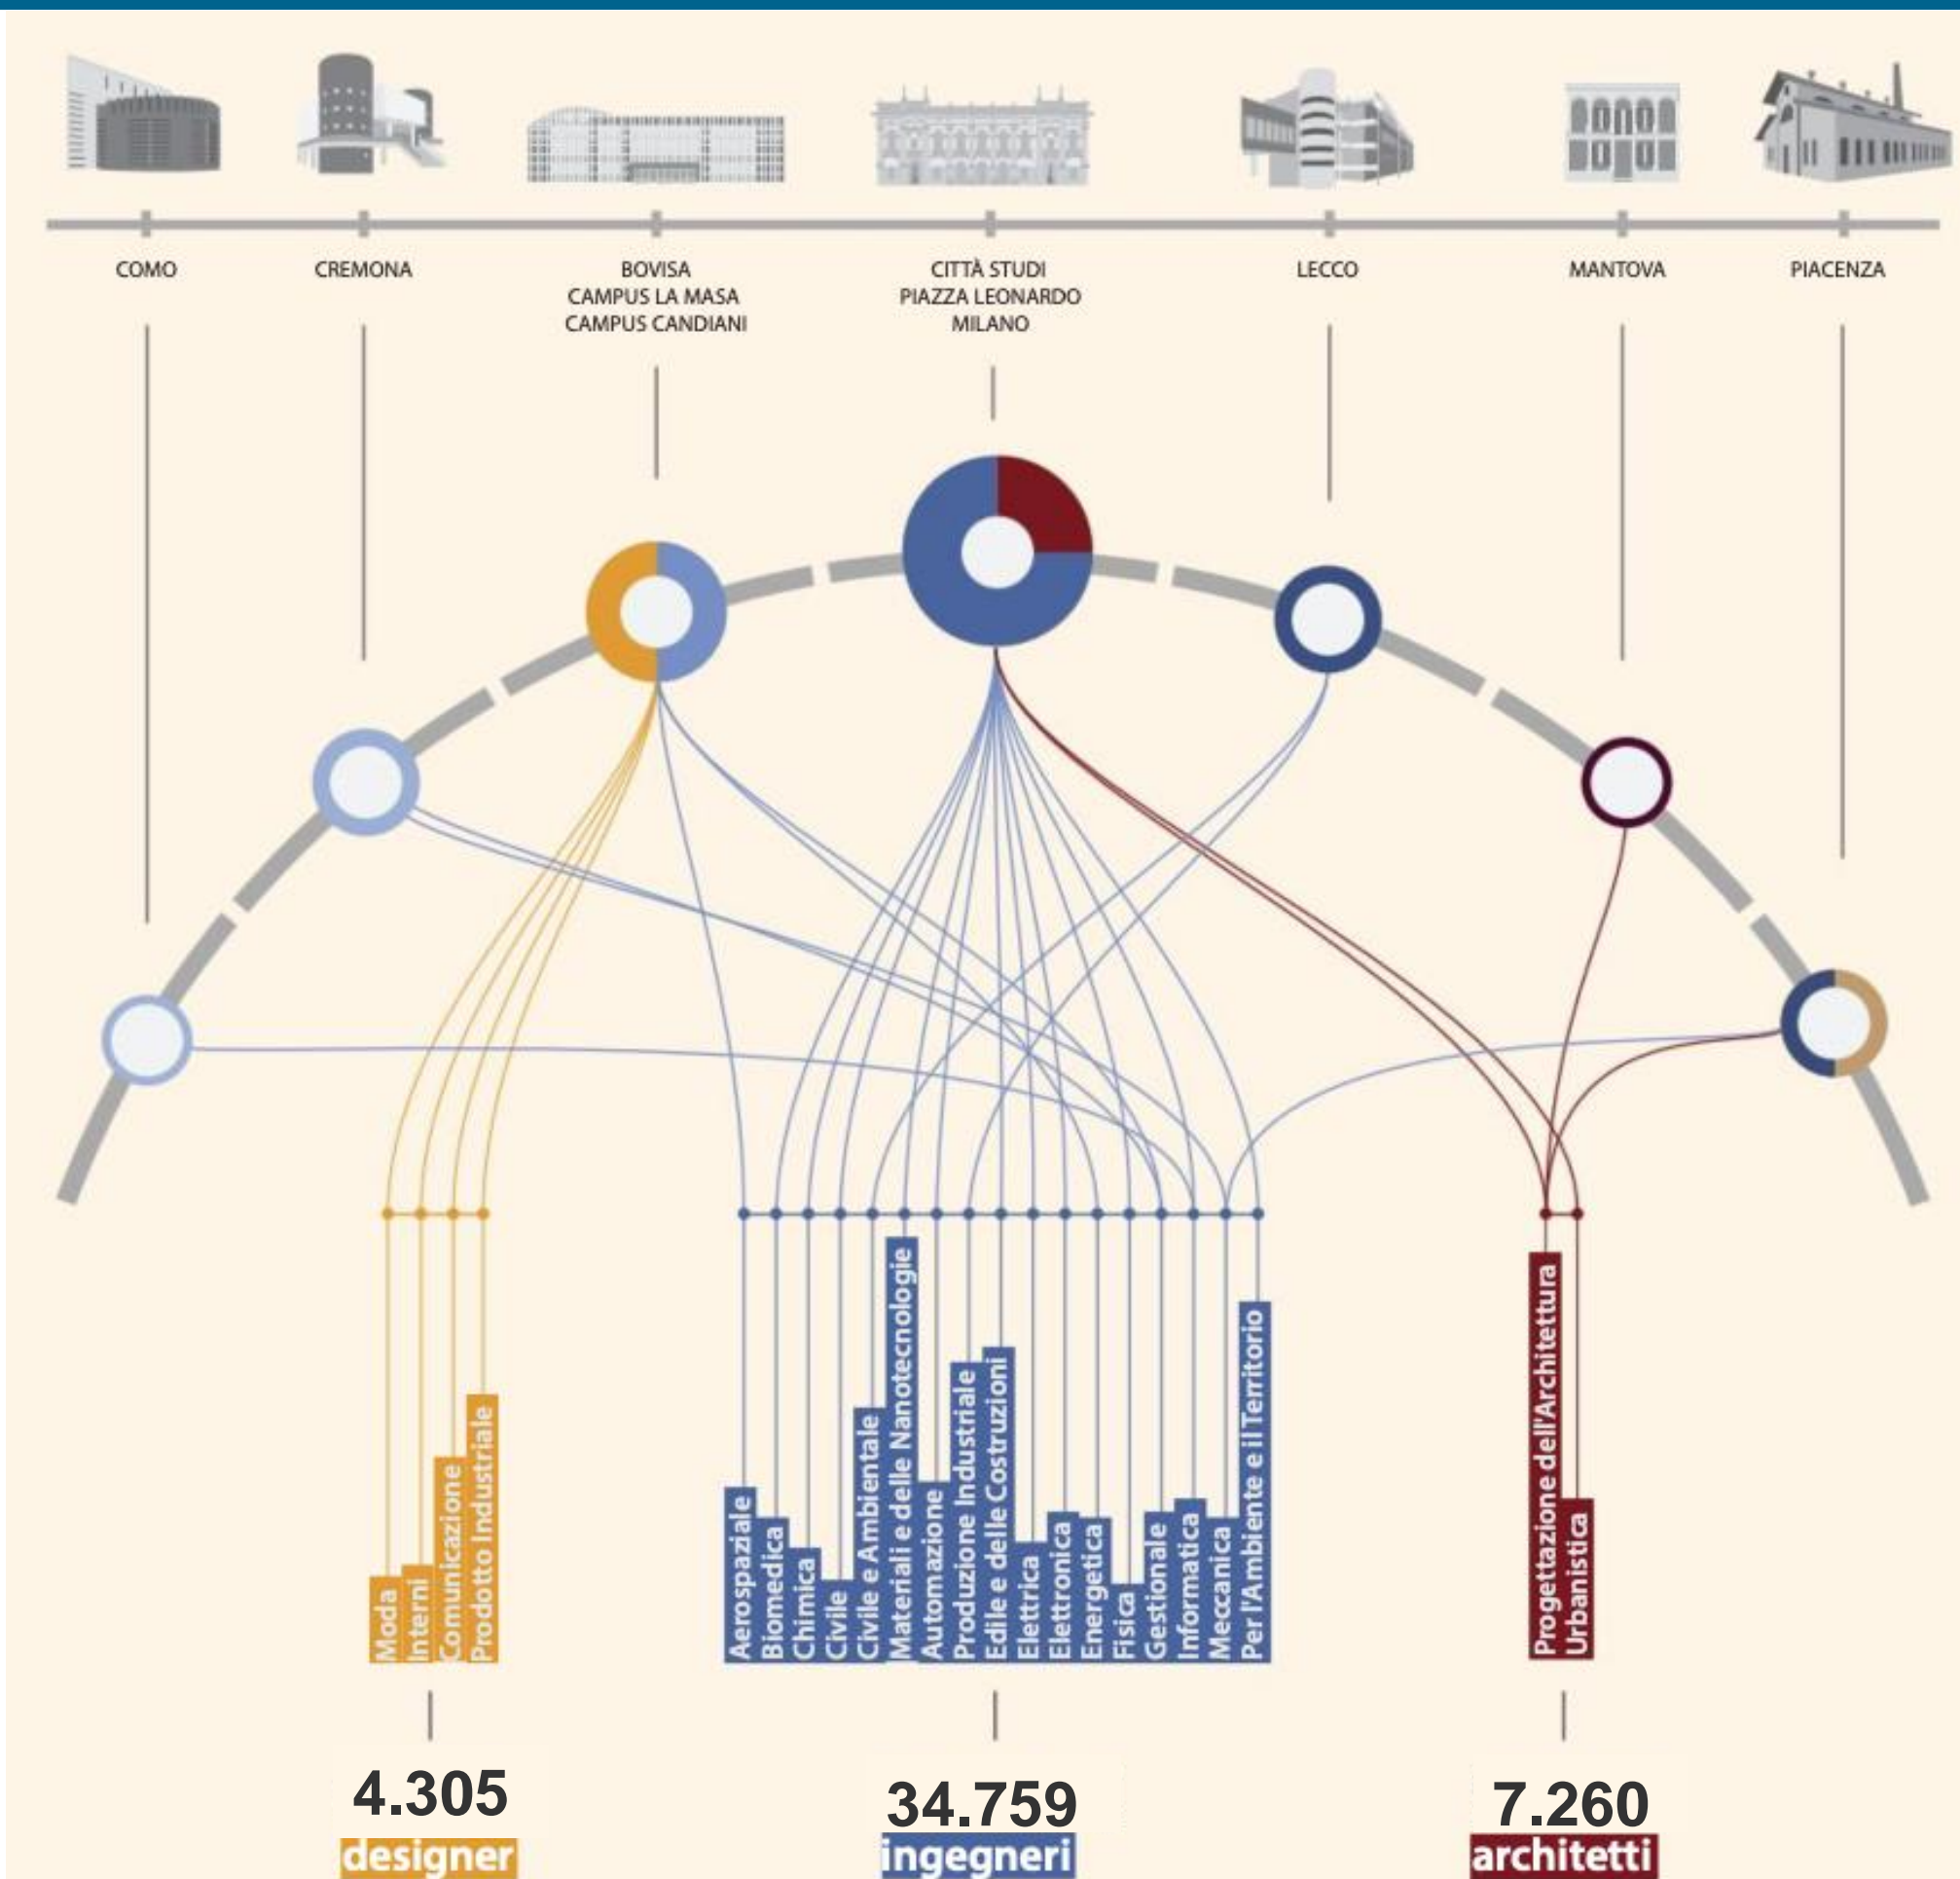 COMO
CREMONA
BOVISA
CAMPUS LA MASA
CAMPUS CANDIANI
CITTÀ STUDI
PIAZZA LEONARDO
MILANO
LECCO
MANTOVA
PIACENZA
Moda
Interni
Comunicazione
Prodotto Industriale
Aerospaziale
Biomedica
Chimica
Civile
Civile e Ambientale
Materiali e delle Nanotecnologie
Automazione
Produzione Industriale
Edile e delle Costruzioni
Elettrica
Elettronica
Energetica
Fisica
Gestionale
Informatica
Meccanica
Per l'Ambiente e il Territorio
Progettazione dell'Architettura
Urbanistica
4.305
designer
34.759
ingegneri
7.260
architetti